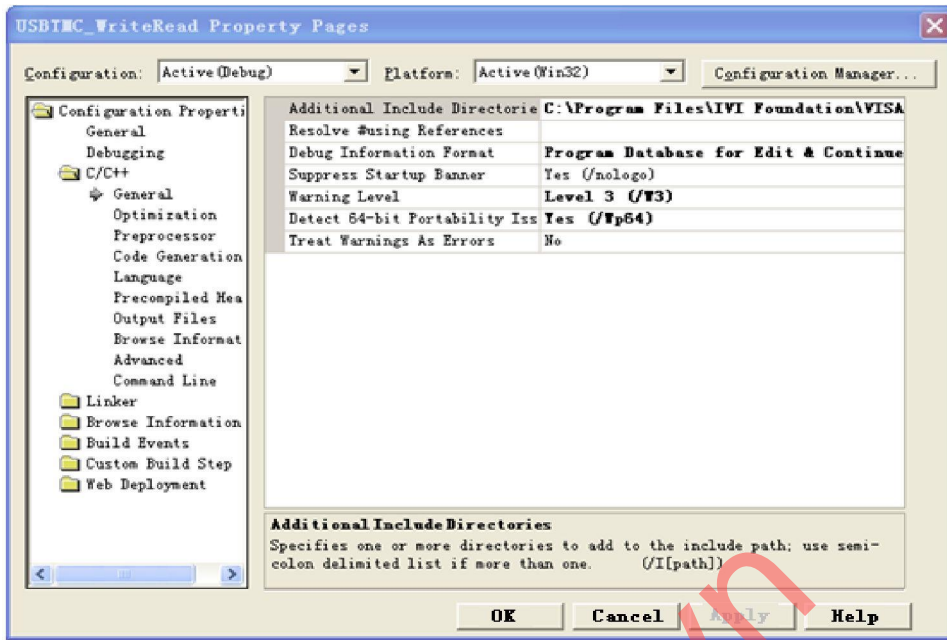 USBTMC_WriteRead Property Pages
Configuration: Active(Debug) Platform: Active(Win32) Configuration Manager...
Configuration Properti
General
Debugging
C/C++
General
Optimization
Preprocessor
Code Generation
Language
Precompiled Hea
Output Files
Browse Informat
Advanced
Command Line
Linker
Browse Information
Build Events
Custom Build Step
Web Deployment
Additional Include Directorie C:\Program Files\IVI Foundation\VISA
Resolve #using References
Debug Information Format Program Database for Edit & Continue
Suppress Startup Banner Yes (/nologo)
Warning Level Level 3 (/W3)
Detect 64-bit Portability Iss Yes (/Wp64)
Treat Warnings As Errors No
Additional Include Directories
Specifies one or more directories to add to the include path; use semi-
colon delimited list if more than one. (/I[path])
OK Cancel Apply Help